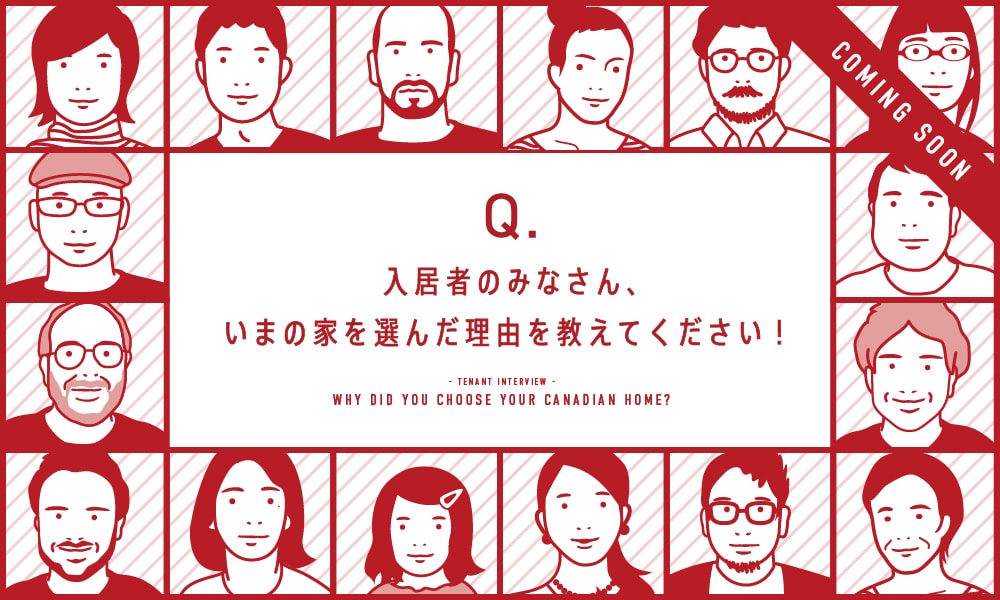 COMING SOON
Q.
入居者のみなさん、
いまの家を選んだ理由を教えてください！
- TENANT INTERVIEW -
WHY DID YOU CHOOSE YOUR CANADIAN HOME?